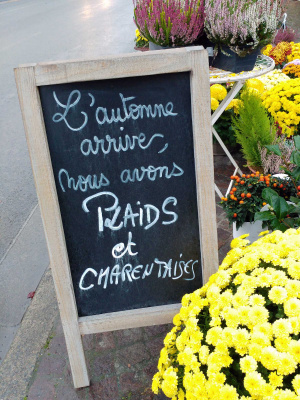 L'automne
arrive,
nous avons
PLAIDS
et
CHARENTAISES